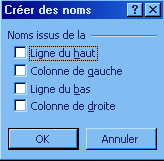 Créer des noms
Noms issus de la
Ligne du haut
Colonne de gauche
Ligne du bas
Colonne de droite
OK
Annuler